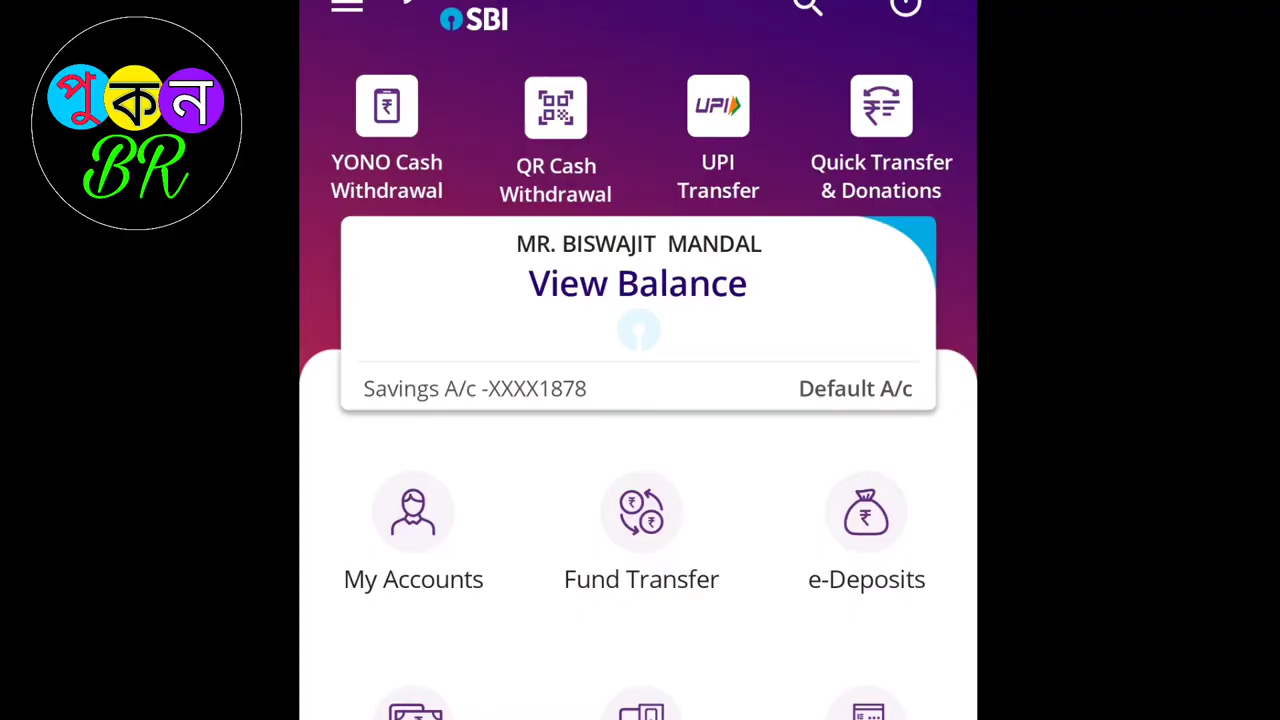 পুকন
BR
SBI
YONO Cash
Withdrawal
QR Cash
Withdrawal
UPI
UPI
Transfer
Quick Transfer
& Donations
MR. BISWAJIT MANDAL
View Balance
Savings A/c -XXXX1878
Default A/c
My Accounts
Fund Transfer
e-Deposits